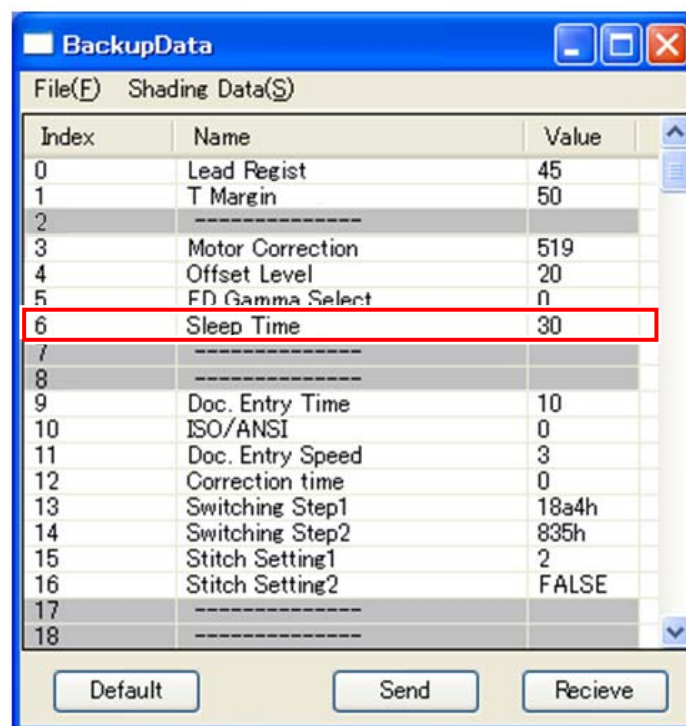 BackupData
File(F) Shading Data(S)
Index Name Value
0 Lead Regist 45
1 T Margin 50
2 --------------
3 Motor Correction 519
4 Offset Level 20
5 ED Gamma Select 0
6 Sleep Time 30
7 --------------
8 --------------
9 Doc. Entry Time 10
10 ISO/ANSI 0
11 Doc. Entry Speed 3
12 Correction time 0
13 Switching Step1 18a4h
14 Switching Step2 835h
15 Stitch Setting1 2
16 Stitch Setting2 FALSE
17 --------------
18 --------------
Default Send Recieve